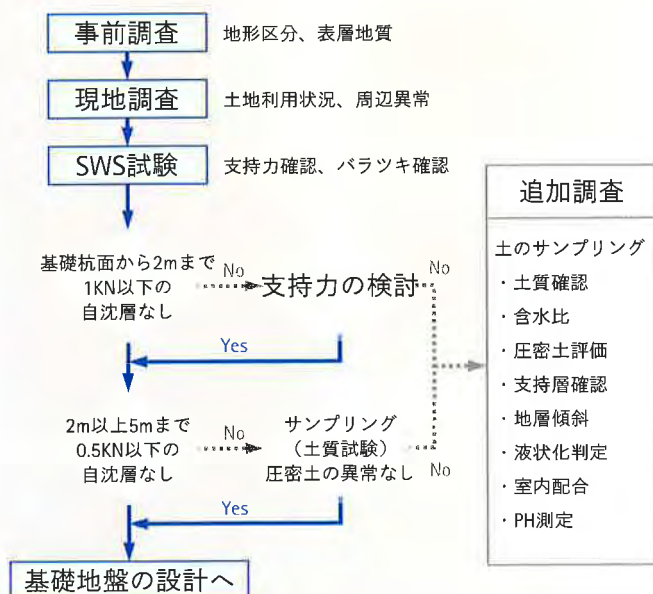 事前調査
地形区分、表層地質
現地調査
土地利用状況、周辺異常
SWS試験
支持力確認、バラツキ確認
基礎杭面から2mまで
1KN以下の
自沈層なし
No
支持力の検討
No
Yes
2m以上5mまで
0.5KN以下の
自沈層なし
No
サンプリング
（土質試験）
圧密土の異常なし
No
Yes
基礎地盤の設計へ
追加調査
土のサンプリング
・土質確認
・含水比
・圧密土評価
・支持層確認
・地層傾斜
・液状化判定
・室内配合
・PH測定